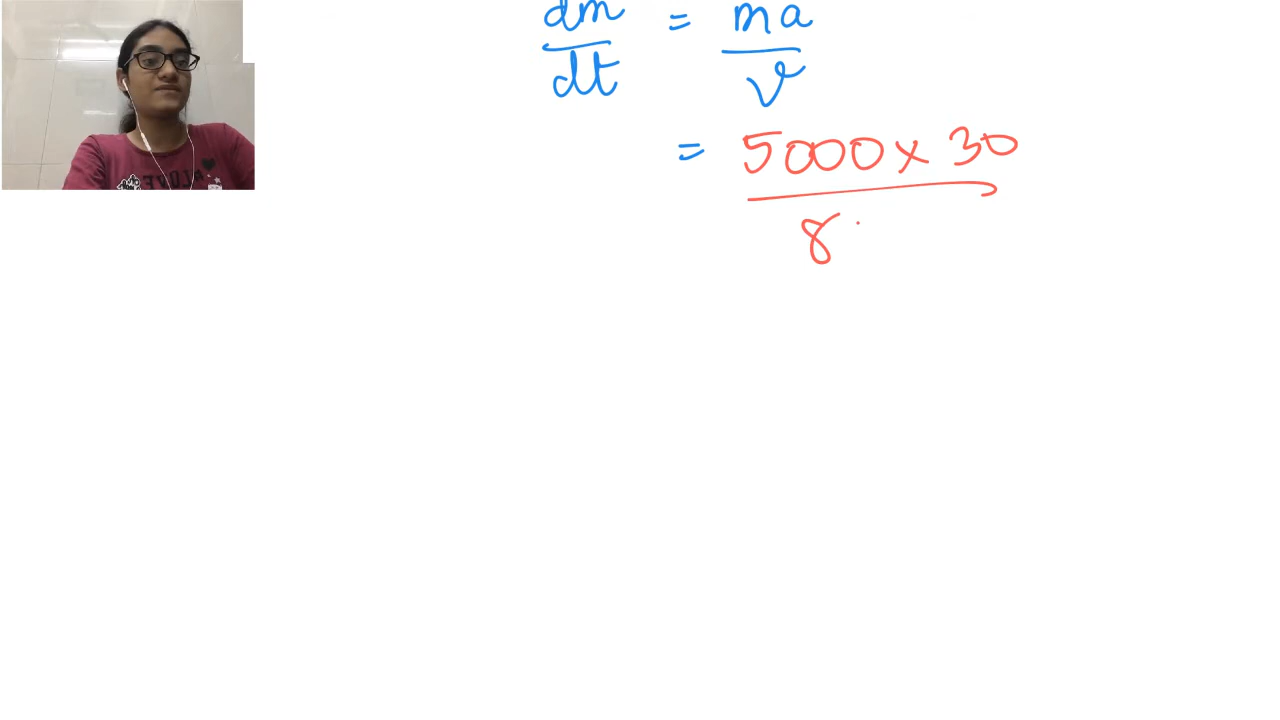 dm/dt = ma/v
= 5000 × 30
8